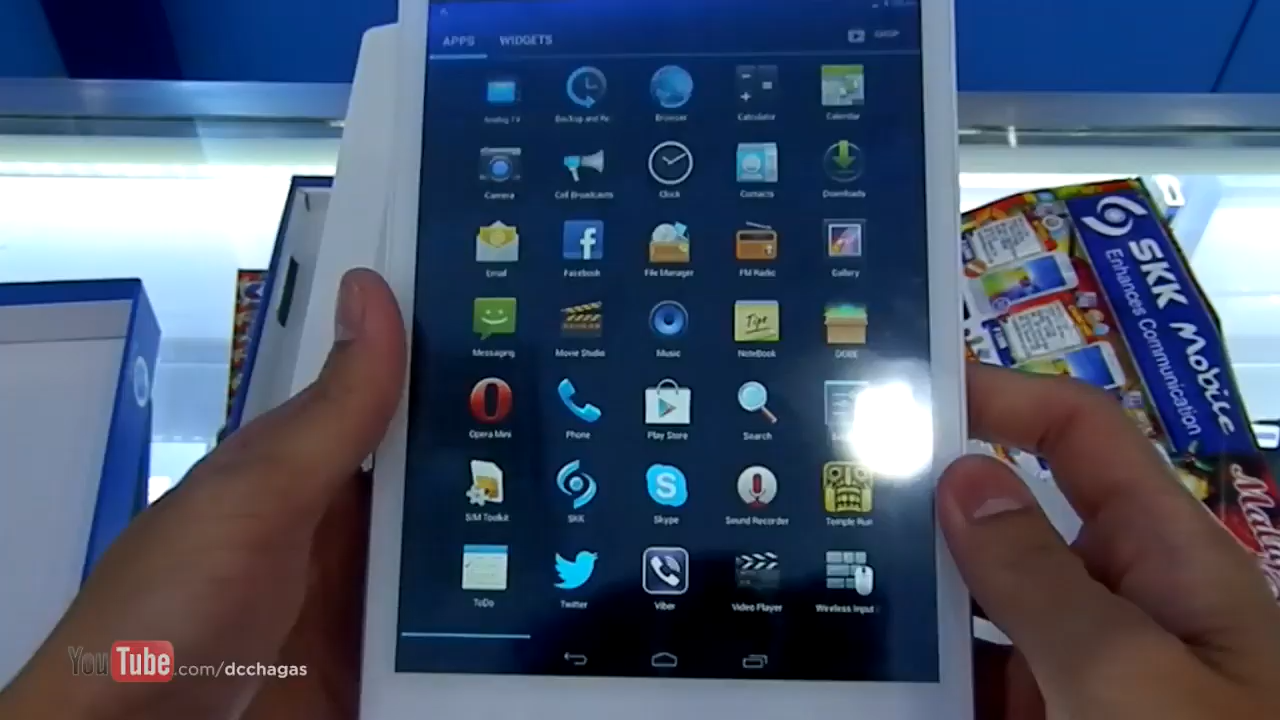 APPS WIDGETS SHOP
Analog TV Backup and Re Browser Calculator Calendar
Camera Cell Broadcasts Clock Contacts Downloads
Email Facebook File Manager FM Radio Gallery
Tips
Messaging Movie Studio Music NoteBook
Opera Mini Phone Play Store Search
SIM Toolkit SKK Skype Sound Recorder Temple Run
ToDo Twitter Viber Video Player Wireless Input
SKK Mobile
Enhances Communication
YouTube.com/dcchagas